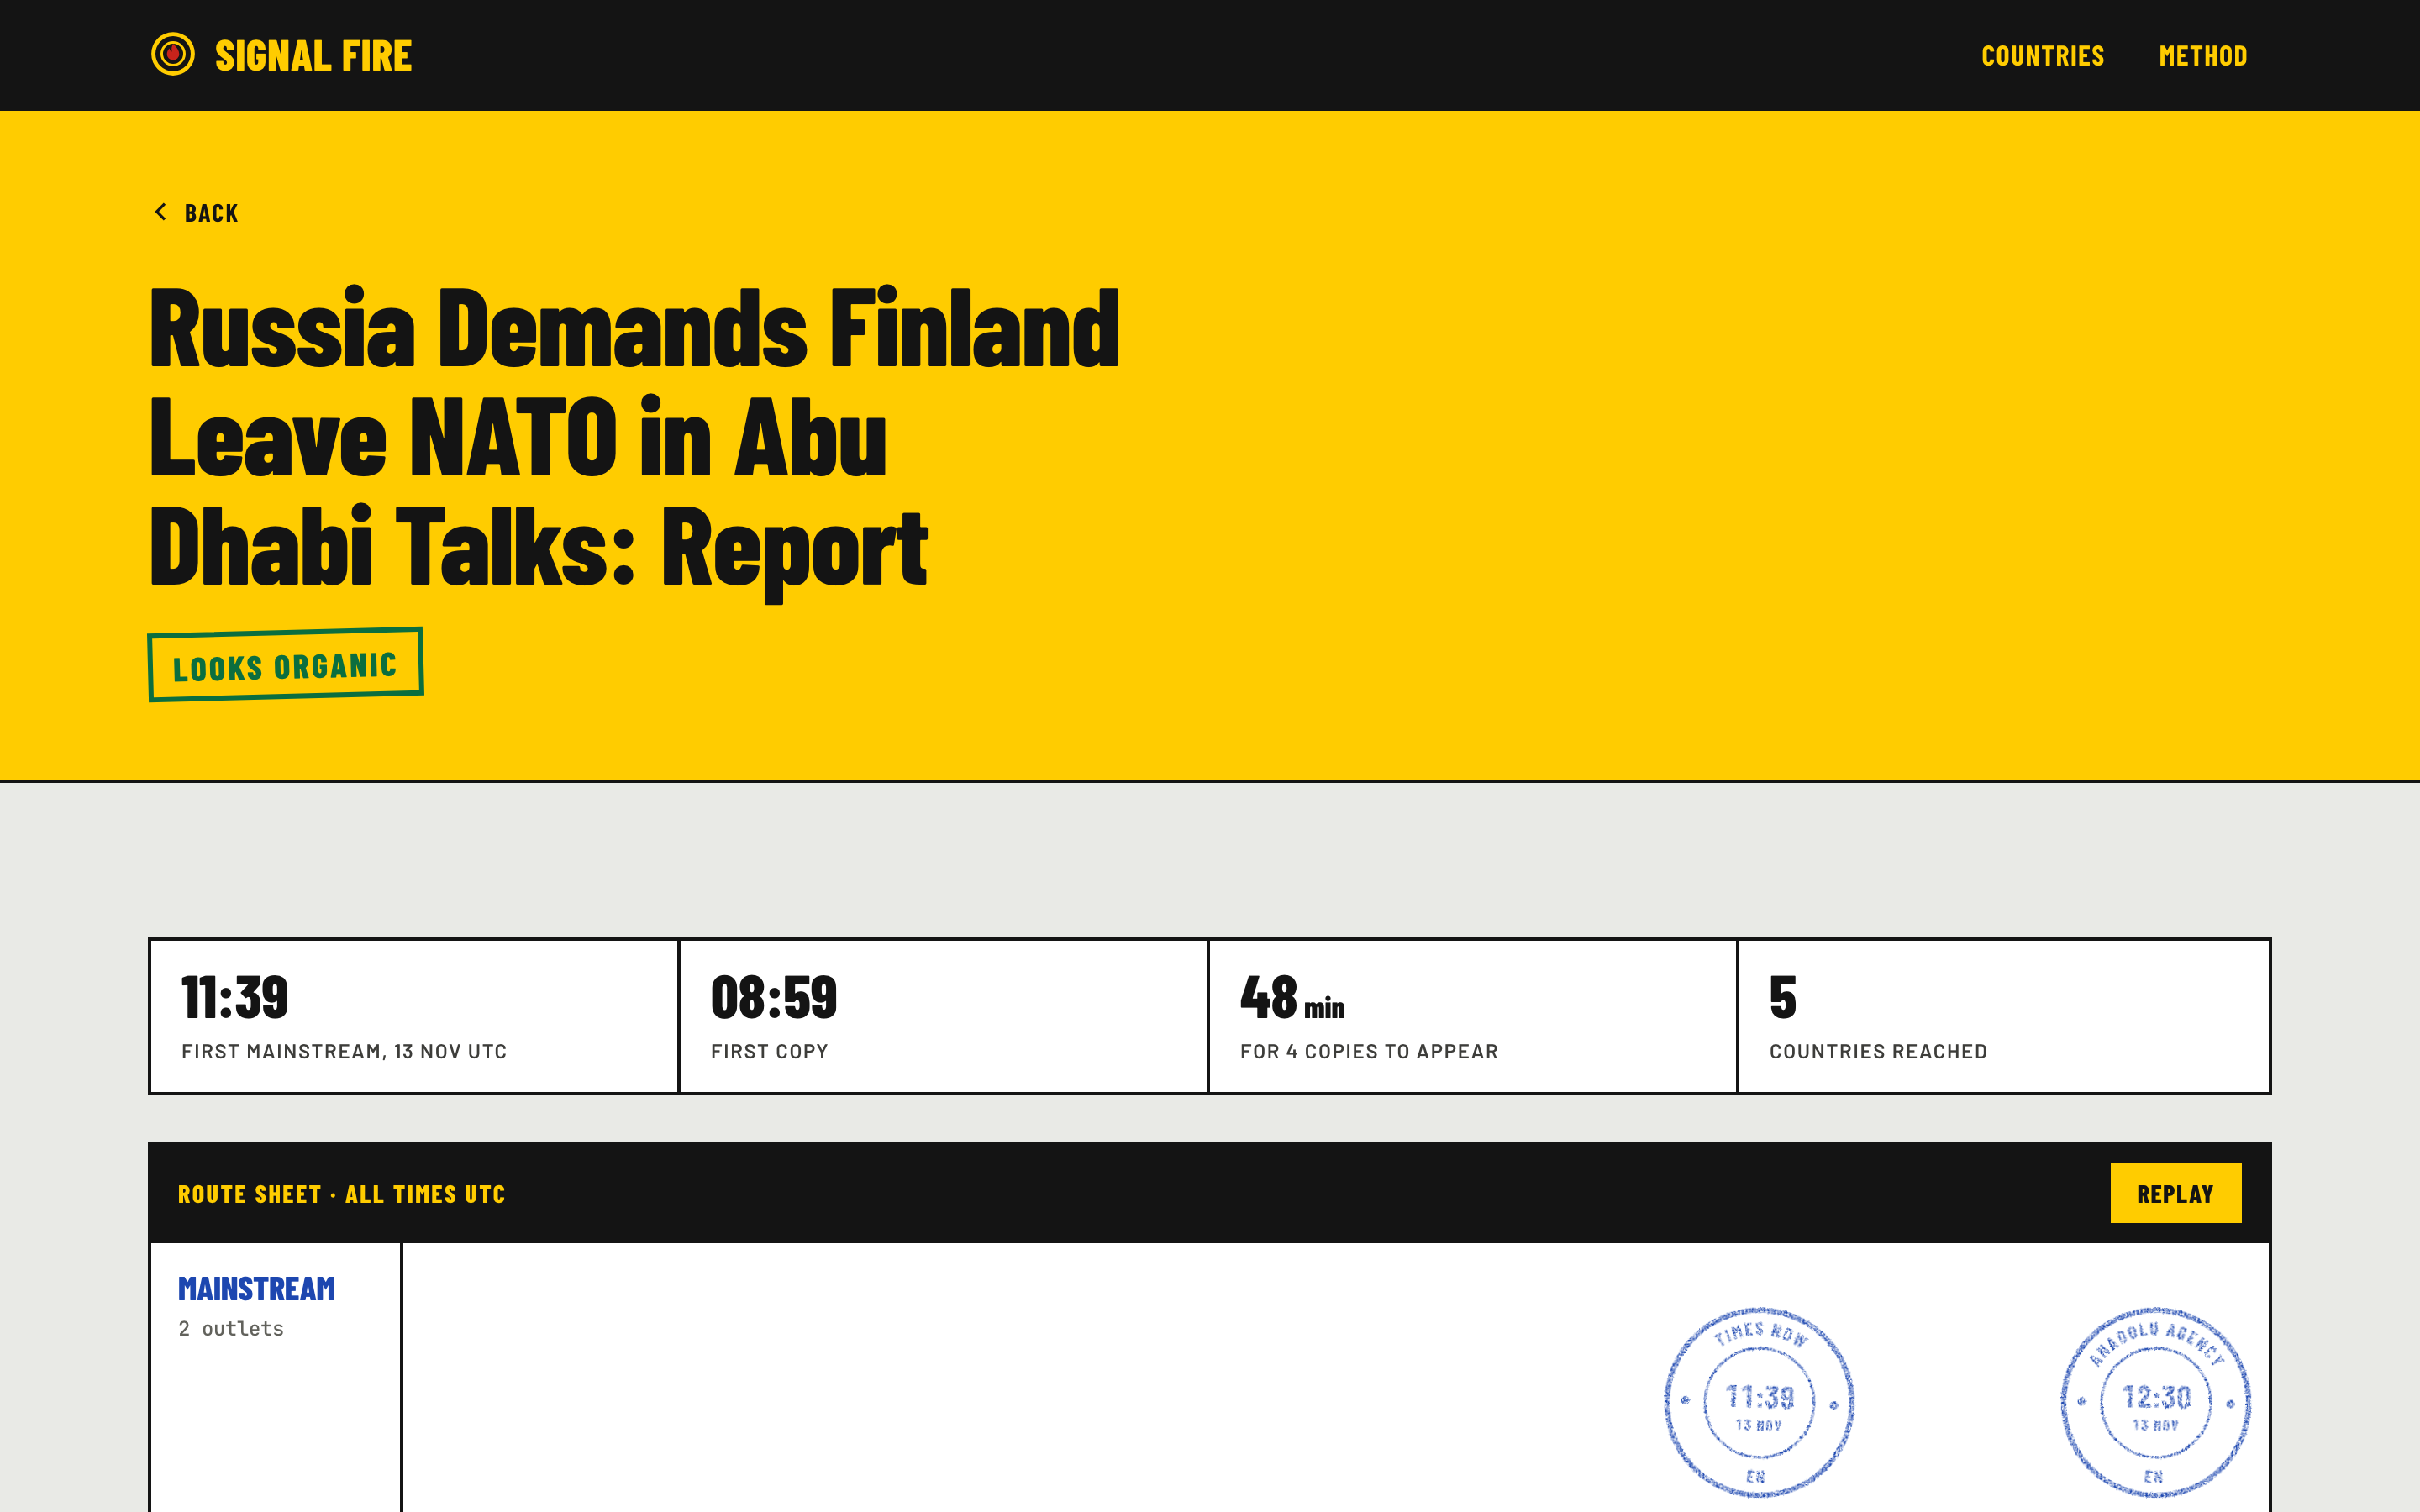 SIGNAL FIRE
COUNTRIES
METHOD
BACK
Russia Demands Finland
Leave NATO in Abu
Dhabi Talks: Report
LOOKS ORGANIC
11:39
FIRST MAINSTREAM, 13 NOV UTC
08:59
FIRST COPY
48 min
FOR 4 COPIES TO APPEAR
5
COUNTRIES REACHED
ROUTE SHEET · ALL TIMES UTC
REPLAY
MAINSTREAM
2 outlets
TIMES NOW
11:39
13 NOV
EN
ANADOLU AGENCY
12:30
13 NOV
EN